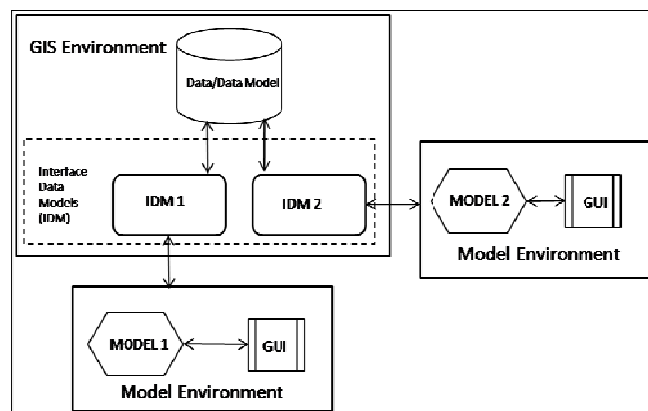 GIS Environment
Data/Data Model
Interface
Data
Models
(IDM)
IDM 1
IDM 2
MODEL 2
GUI
Model Environment
MODEL 1
GUI
Model Environment